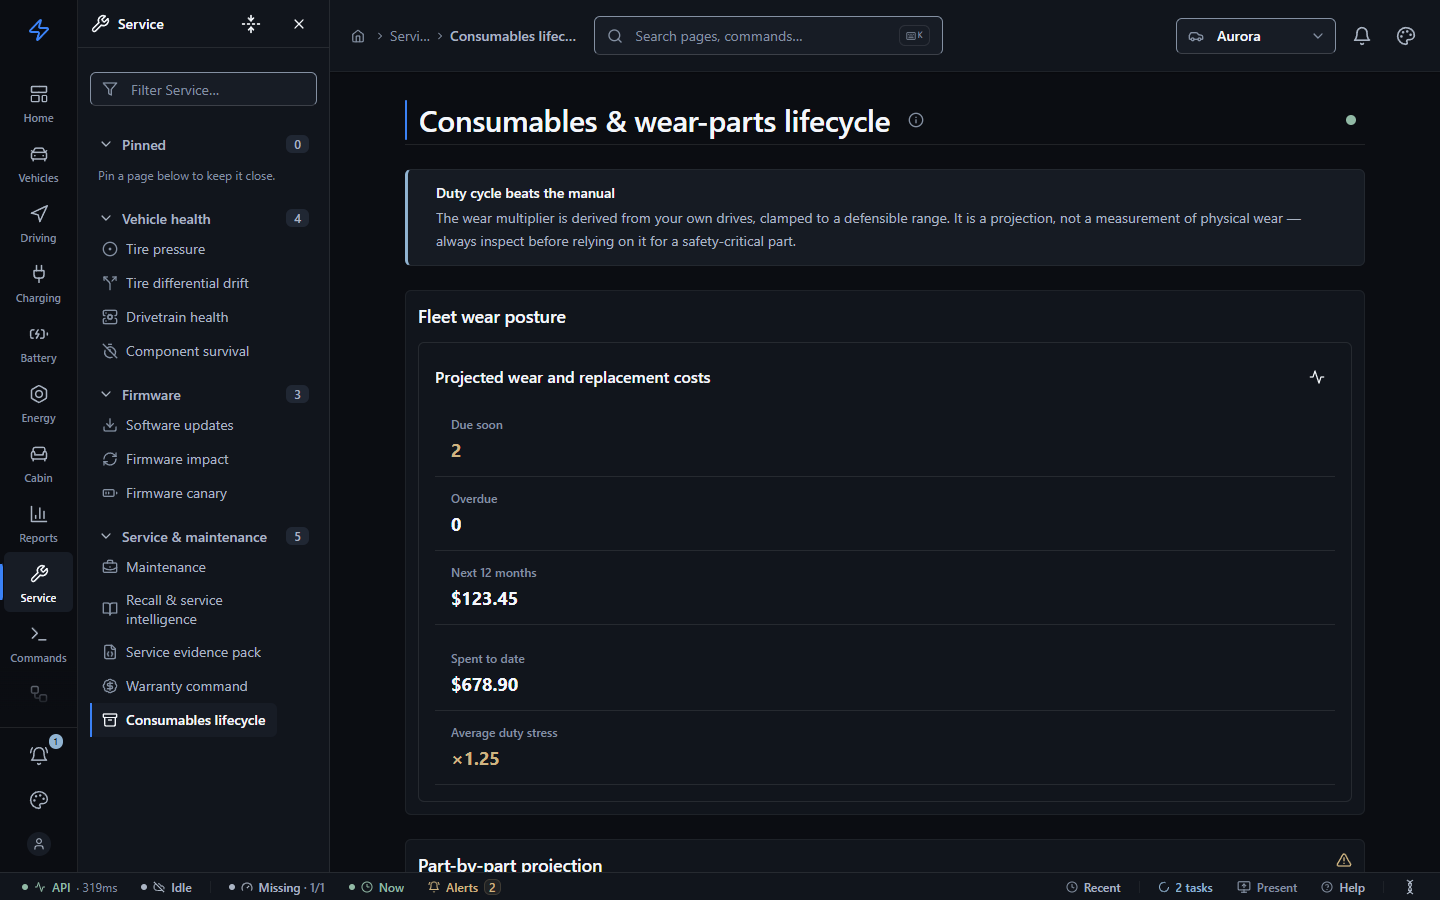 Service
Servi...
Consumables lifec...
Search pages, commands...
K
Aurora
Home
Vehicles
Driving
Charging
Battery
Energy
Cabin
Reports
Service
Commands
1
Filter Service...
Pinned
0
Pin a page below to keep it close.
Vehicle health
4
Tire pressure
Tire differential drift
Drivetrain health
Component survival
Firmware
3
Software updates
Firmware impact
Firmware canary
Service & maintenance
5
Maintenance
Recall & service
intelligence
Service evidence pack
Warranty command
Consumables lifecycle
Consumables & wear-parts lifecycle
Duty cycle beats the manual
The wear multiplier is derived from your own drives, clamped to a defensible range. It is a projection, not a measurement of physical wear —
always inspect before relying on it for a safety-critical part.
Fleet wear posture
Projected wear and replacement costs
Due soon
2
Overdue
0
Next 12 months
$123.45
Spent to date
$678.90
Average duty stress
×1.25
Part-by-part projection
API · 319ms
Idle
Missing · 1/1
Now
Alerts 2
Recent
2 tasks
Present
Help